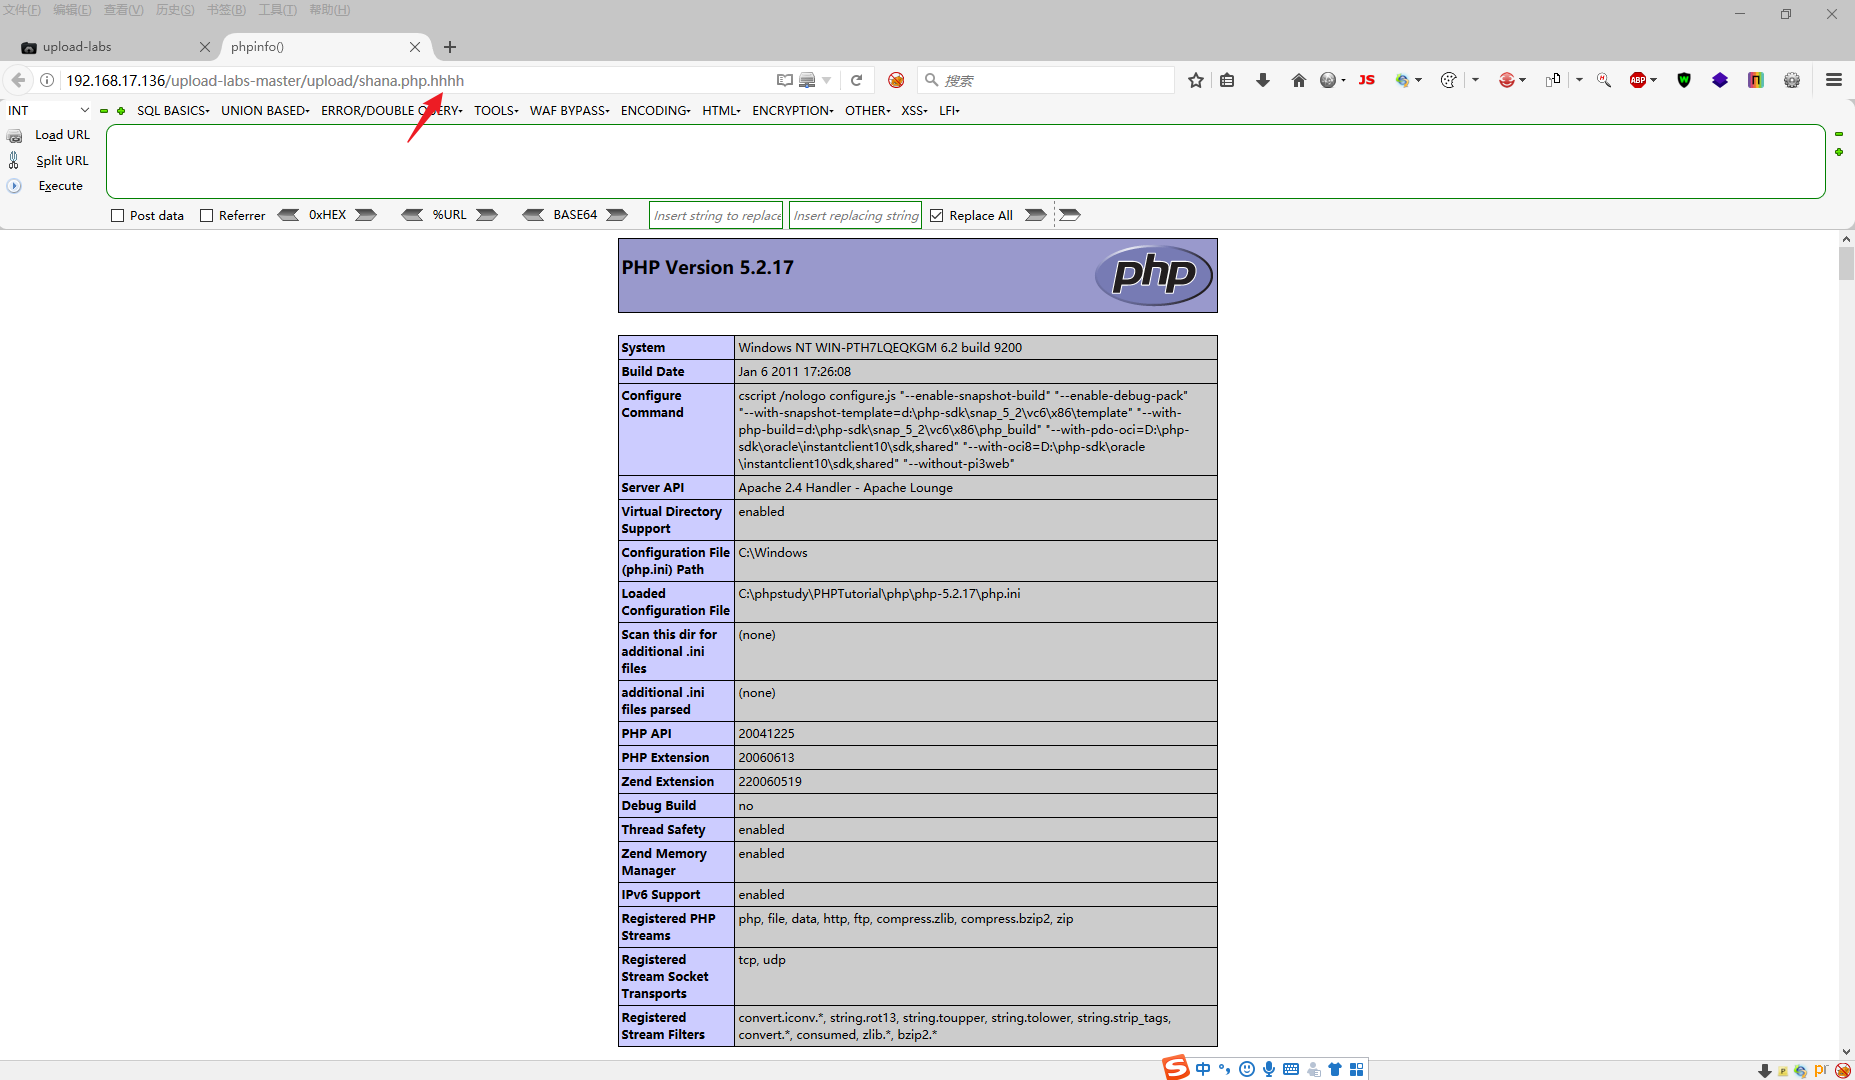 文件(F) 编辑(E) 查看(V) 历史(S) 书签(B) 工具(T) 帮助(H)
upload-labs
phpinfo()
192.168.17.136/upload-labs-master/upload/shana.php.hhhh
搜索
JS
ABP
INT
SQL BASICS
UNION BASED
ERROR/DOUBLE QUERY
TOOLS
WAF BYPASS
ENCODING
HTML
ENCRYPTION
OTHER
XSS
LFI
Load URL
Split URL
Execute
Post data
Referrer
0xHEX
%URL
BASE64
Insert string to replace
Insert replacing string
Replace All
PHP Version 5.2.17
php
System
Windows NT WIN-PTH7LQEQKGM 6.2 build 9200
Build Date
Jan 6 2011 17:26:08
Configure
Command
cscript /nologo configure.js "--enable-snapshot-build" "--enable-debug-pack"
"--with-snapshot-template=d:\php-sdk\snap_5_2\vc6\x86\template" "--with-
php-build=d:\php-sdk\snap_5_2\vc6\x86\php_build" "--with-pdo-oci=D:\php-
sdk\oracle\instantclient10\sdk,shared" "--with-oci8=D:\php-sdk\oracle
\instantclient10\sdk,shared" "--without-pi3web"
Server API
Apache 2.4 Handler - Apache Lounge
Virtual Directory
Support
enabled
Configuration File
(php.ini) Path
C:\Windows
Loaded
Configuration File
C:\phpstudy\PHPTutorial\php\php-5.2.17\php.ini
Scan this dir for
additional .ini
files
(none)
additional .ini
files parsed
(none)
PHP API
20041225
PHP Extension
20060613
Zend Extension
220060519
Debug Build
no
Thread Safety
enabled
Zend Memory
Manager
enabled
IPv6 Support
enabled
Registered PHP
Streams
php, file, data, http, ftp, compress.zlib, compress.bzip2, zip
Registered
Stream Socket
Transports
tcp, udp
Registered
Stream Filters
convert.iconv.*, string.rot13, string.toupper, string.tolower, string.strip_tags,
convert.*, consumed, zlib.*, bzip2.*
中
pr